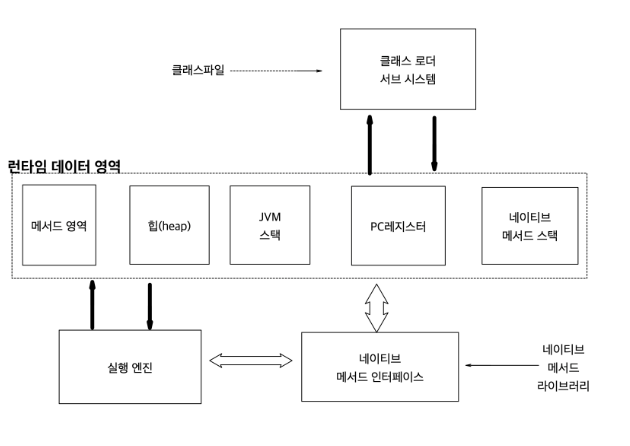 클래스 로더
서브 시스템
클래스파일
런타임 데이터 영역
메서드 영역
힙(heap)
JVM
스택
PC레지스터
네이티브
메서드 스택
실행 엔진
네이티브
메서드 인터페이스
네이티브
메서드
라이브러리